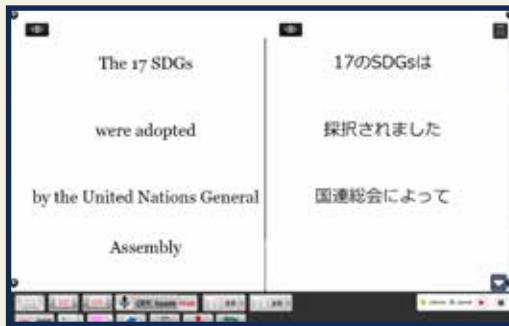 The 17 SDGs
17のSDGsは
were adopted
採択されました
by the United Nations General
国連総会によって
Assembly